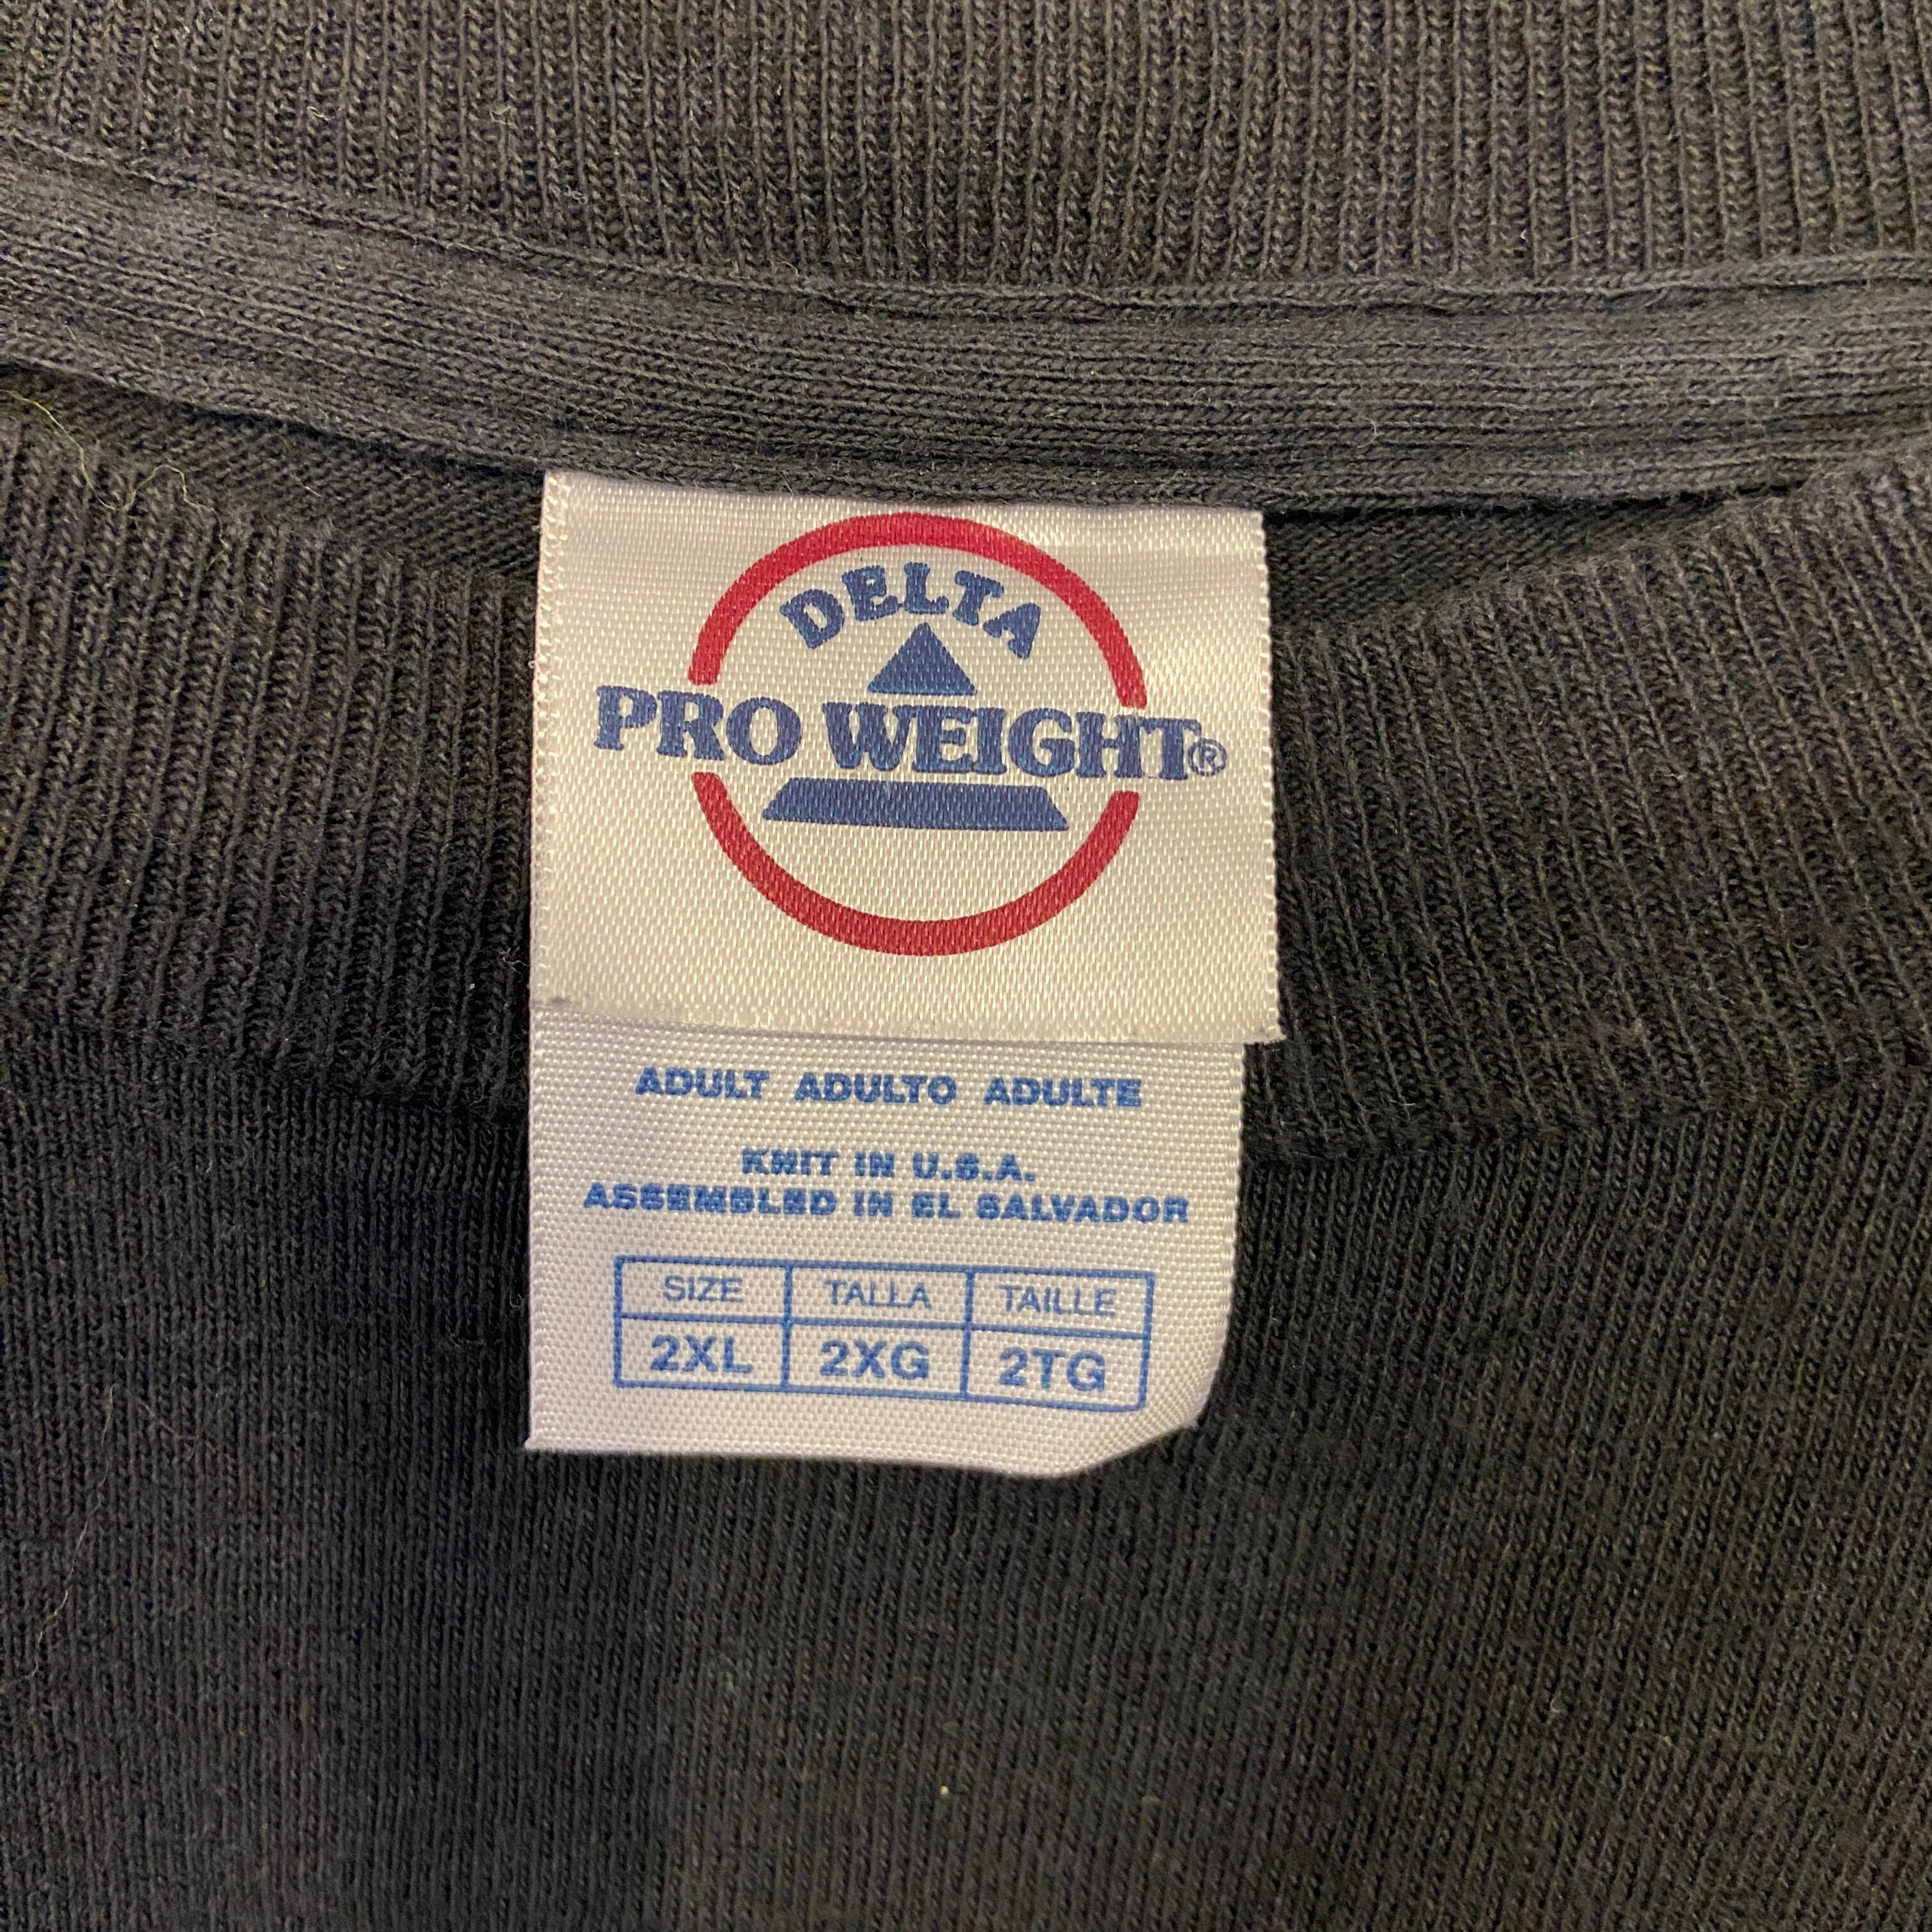 DELTA
PRO WEIGHT®
ADULT ADULTO ADULTE
KNIT IN U.S.A.
ASSEMBLED IN EL SALVADOR
SIZE TALLA TAILLE
2XL 2XG 2TG